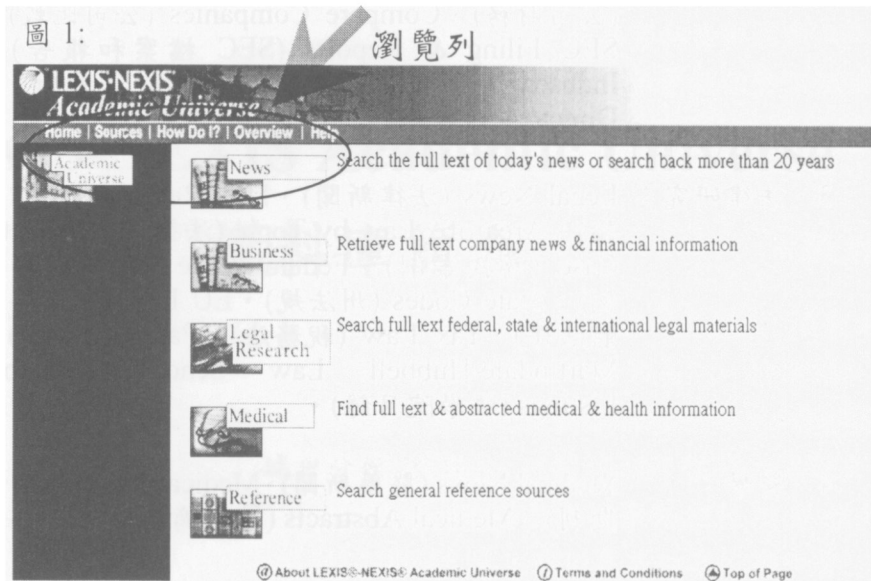 圖 1:
瀏覽列
LEXIS·NEXIS
Academic Universe
Home | Sources | How Do I? | Overview | Help
Academic
Universe
News
Search the full text of today's news or search back more than 20 years
Business
Retrieve full text company news & financial information
Legal
Research
Search full text federal, state & international legal materials
Medical
Find full text & abstracted medical & health information
Reference
Search general reference sources
About LEXIS®-NEXIS® Academic Universe Terms and Conditions Top of Page